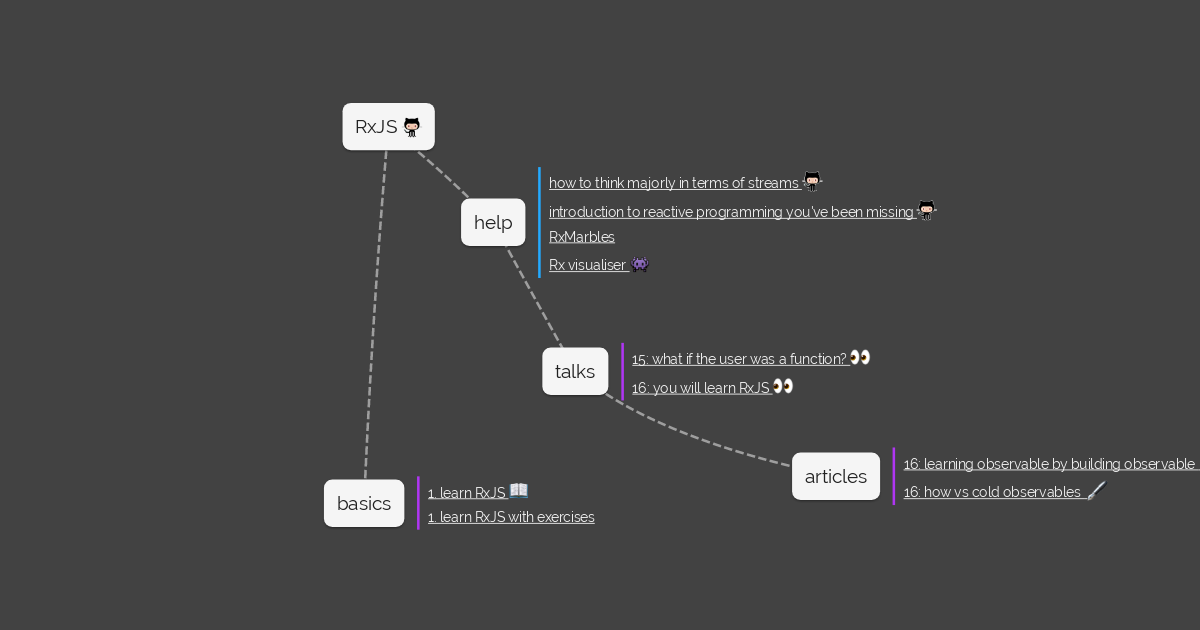 RxJS
how to think majorly in terms of streams
introduction to reactive programming you've been missing
help
RxMarbles
Rx visualiser
15: what if the user was a function?
talks
16: you will learn RxJS
16: learning observable by building observable
articles
16: how vs cold observables
1. learn RxJS
basics
1. learn RxJS with exercises